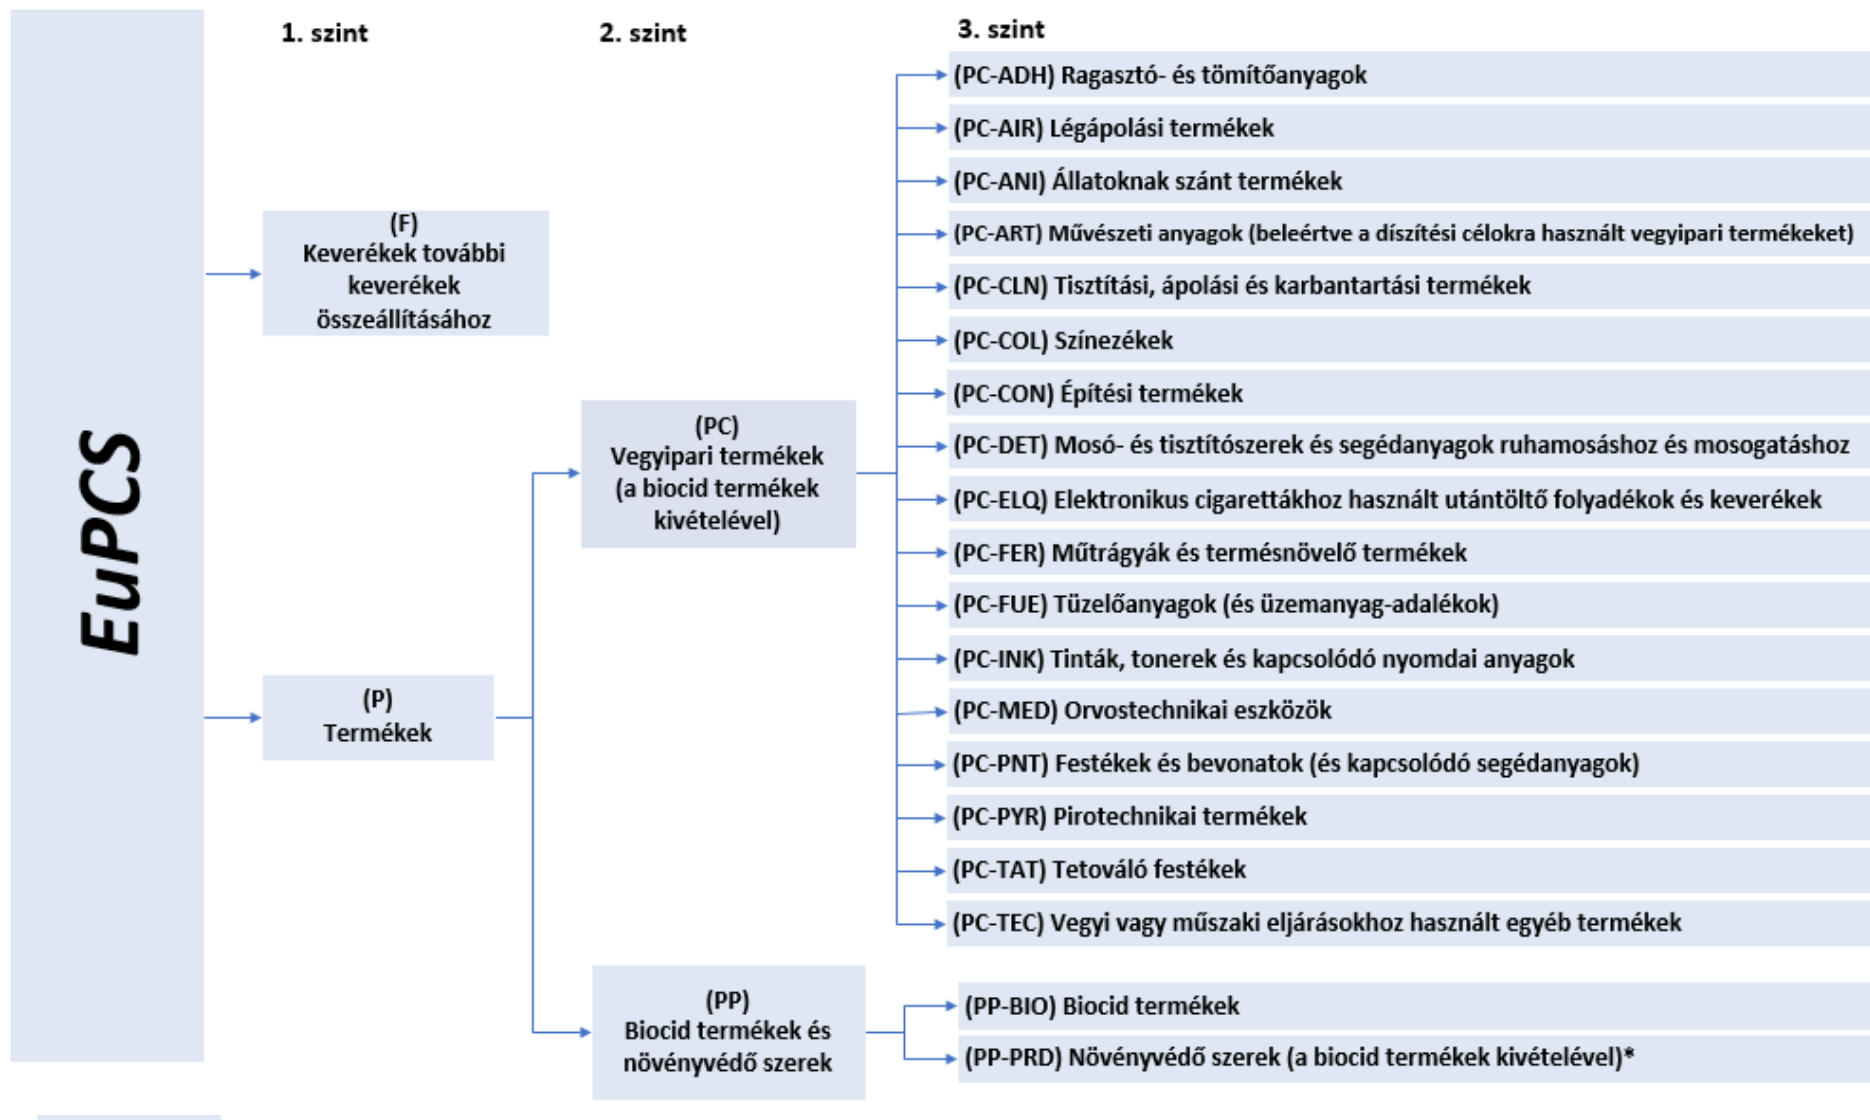 EuPCS
1. szint
2. szint
3. szint
(F)
Keverékek további
keverékek
összeállításához
(P)
Termékek
(PC)
Vegyipari termékek
(a biocid termékek
kivételével)
(PC-ADH) Ragasztó- és tömítőanyagok
(PC-AIR) Légápolási termékek
(PC-ANI) Állatoknak szánt termékek
(PC-ART) Művészeti anyagok (beleértve a díszítési célokra használt vegyipari termékeket)
(PC-CLN) Tisztítási, ápolási és karbantartási termékek
(PC-COL) Színezékek
(PC-CON) Építési termékek
(PC-DET) Mosó- és tisztítószerek és segédanyagok ruhamosáshoz és mosogatáshoz
(PC-ELQ) Elektronikus cigarettákhoz használt utántöltő folyadékok és keverékek
(PC-FER) Műtrágyák és termésnövelő termékek
(PC-FUE) Tüzelőanyagok (és üzemanyag-adalékok)
(PC-INK) Tinták, tonerek és kapcsolódó nyomdai anyagok
(PC-MED) Orvostechnikai eszközök
(PC-PNT) Festékek és bevonatok (és kapcsolódó segédanyagok)
(PC-PYR) Pirotechnikai termékek
(PC-TAT) Tetováló festékek
(PC-TEC) Vegyi vagy műszaki eljárásokhoz használt egyéb termékek
(PP)
Biocid termékek és
növényvédő szerek
(PP-BIO) Biocid termékek
(PP-PRD) Növényvédő szerek (a biocid termékek kivételével)*